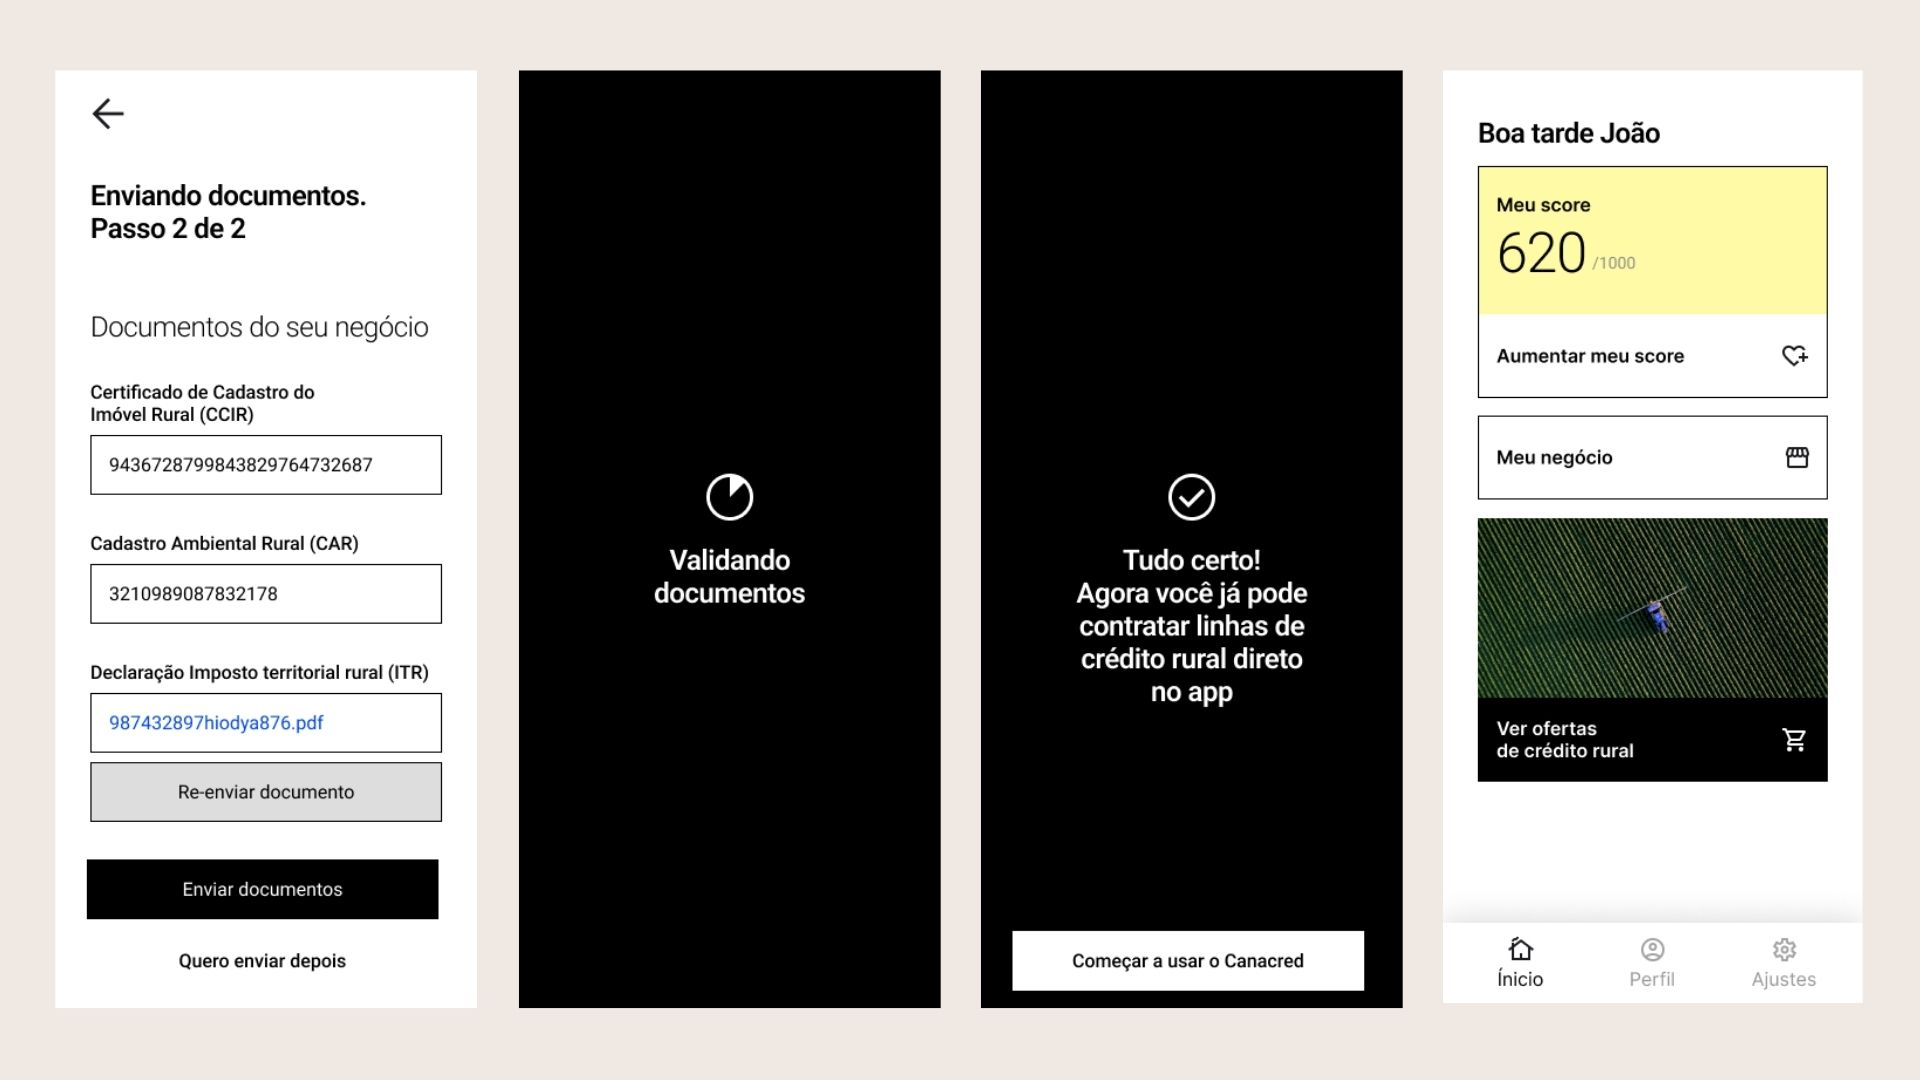 Enviando documentos.
Passo 2 de 2
Documentos do seu negócio
Certificado de Cadastro do
Imóvel Rural (CCIR)
9436728799843829764732687
Cadastro Ambiental Rural (CAR)
3210989087832178
Declaração Imposto territorial rural (ITR)
987432897hiodya876.pdf
Re-enviar documento
Enviar documentos
Quero enviar depois
Validando
documentos
Tudo certo!
Agora você já pode
contratar linhas de
crédito rural direto
no app
Começar a usar o Canacred
Boa tarde João
Meu score
620 /1000
Aumentar meu score
Meu negócio
Ver ofertas
de crédito rural
Ínicio
Perfil
Ajustes